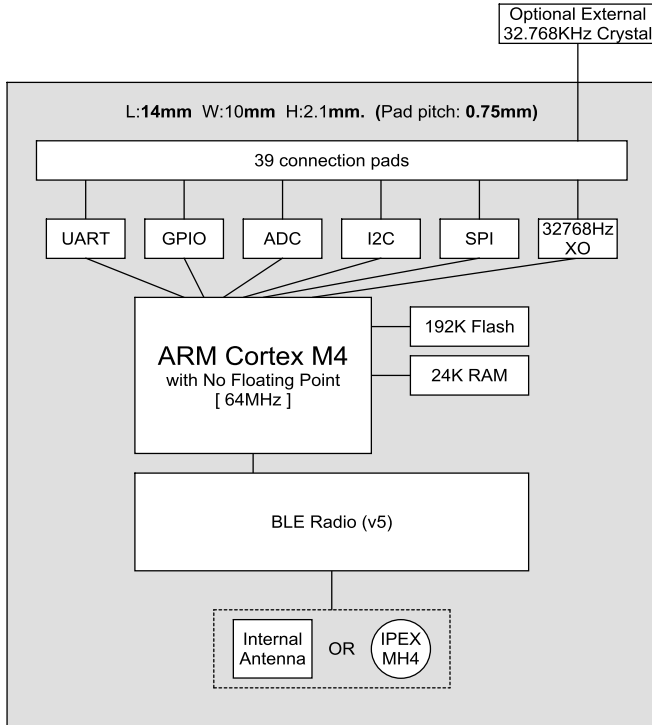 Optional External
32.768KHz Crystal
L:14mm W:10mm H:2.1mm. (Pad pitch: 0.75mm)
39 connection pads
UART
GPIO
ADC
I2C
SPI
32768Hz
XO
ARM Cortex M4
with No Floating Point
[ 64MHz ]
192K Flash
24K RAM
BLE Radio (v5)
Internal
Antenna
OR
IPEX
MH4